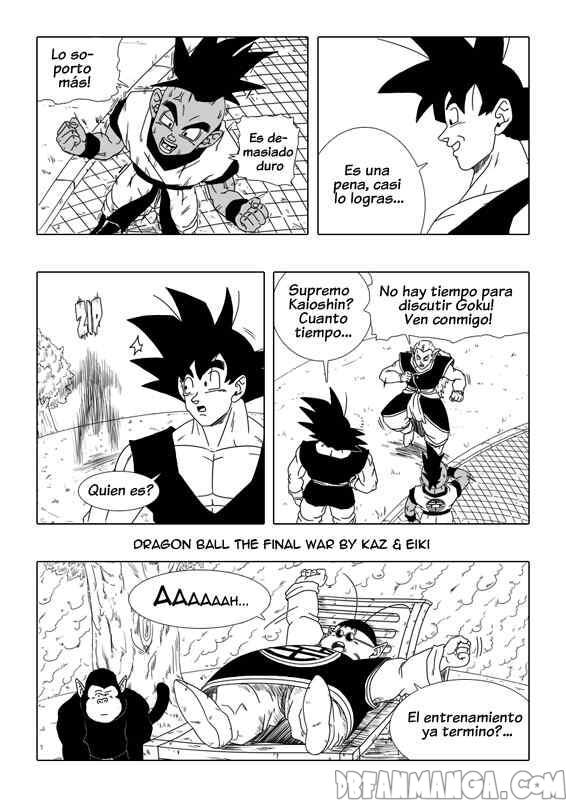 Lo so-
porto
más!
Es de-
masiado
duro
Es una
pena, casi
lo logras...
ZIP
Quien es?
Supremo
Kaioshin?
Cuanto
tiempo...
No hay tiempo para
discutir Goku!
Ven conmigo!
DRAGON BALL THE FINAL WAR BY KAZ & EIKI
AAAAAAH...
El entrenamiento
ya termino?...
DBFANMANGA.COM